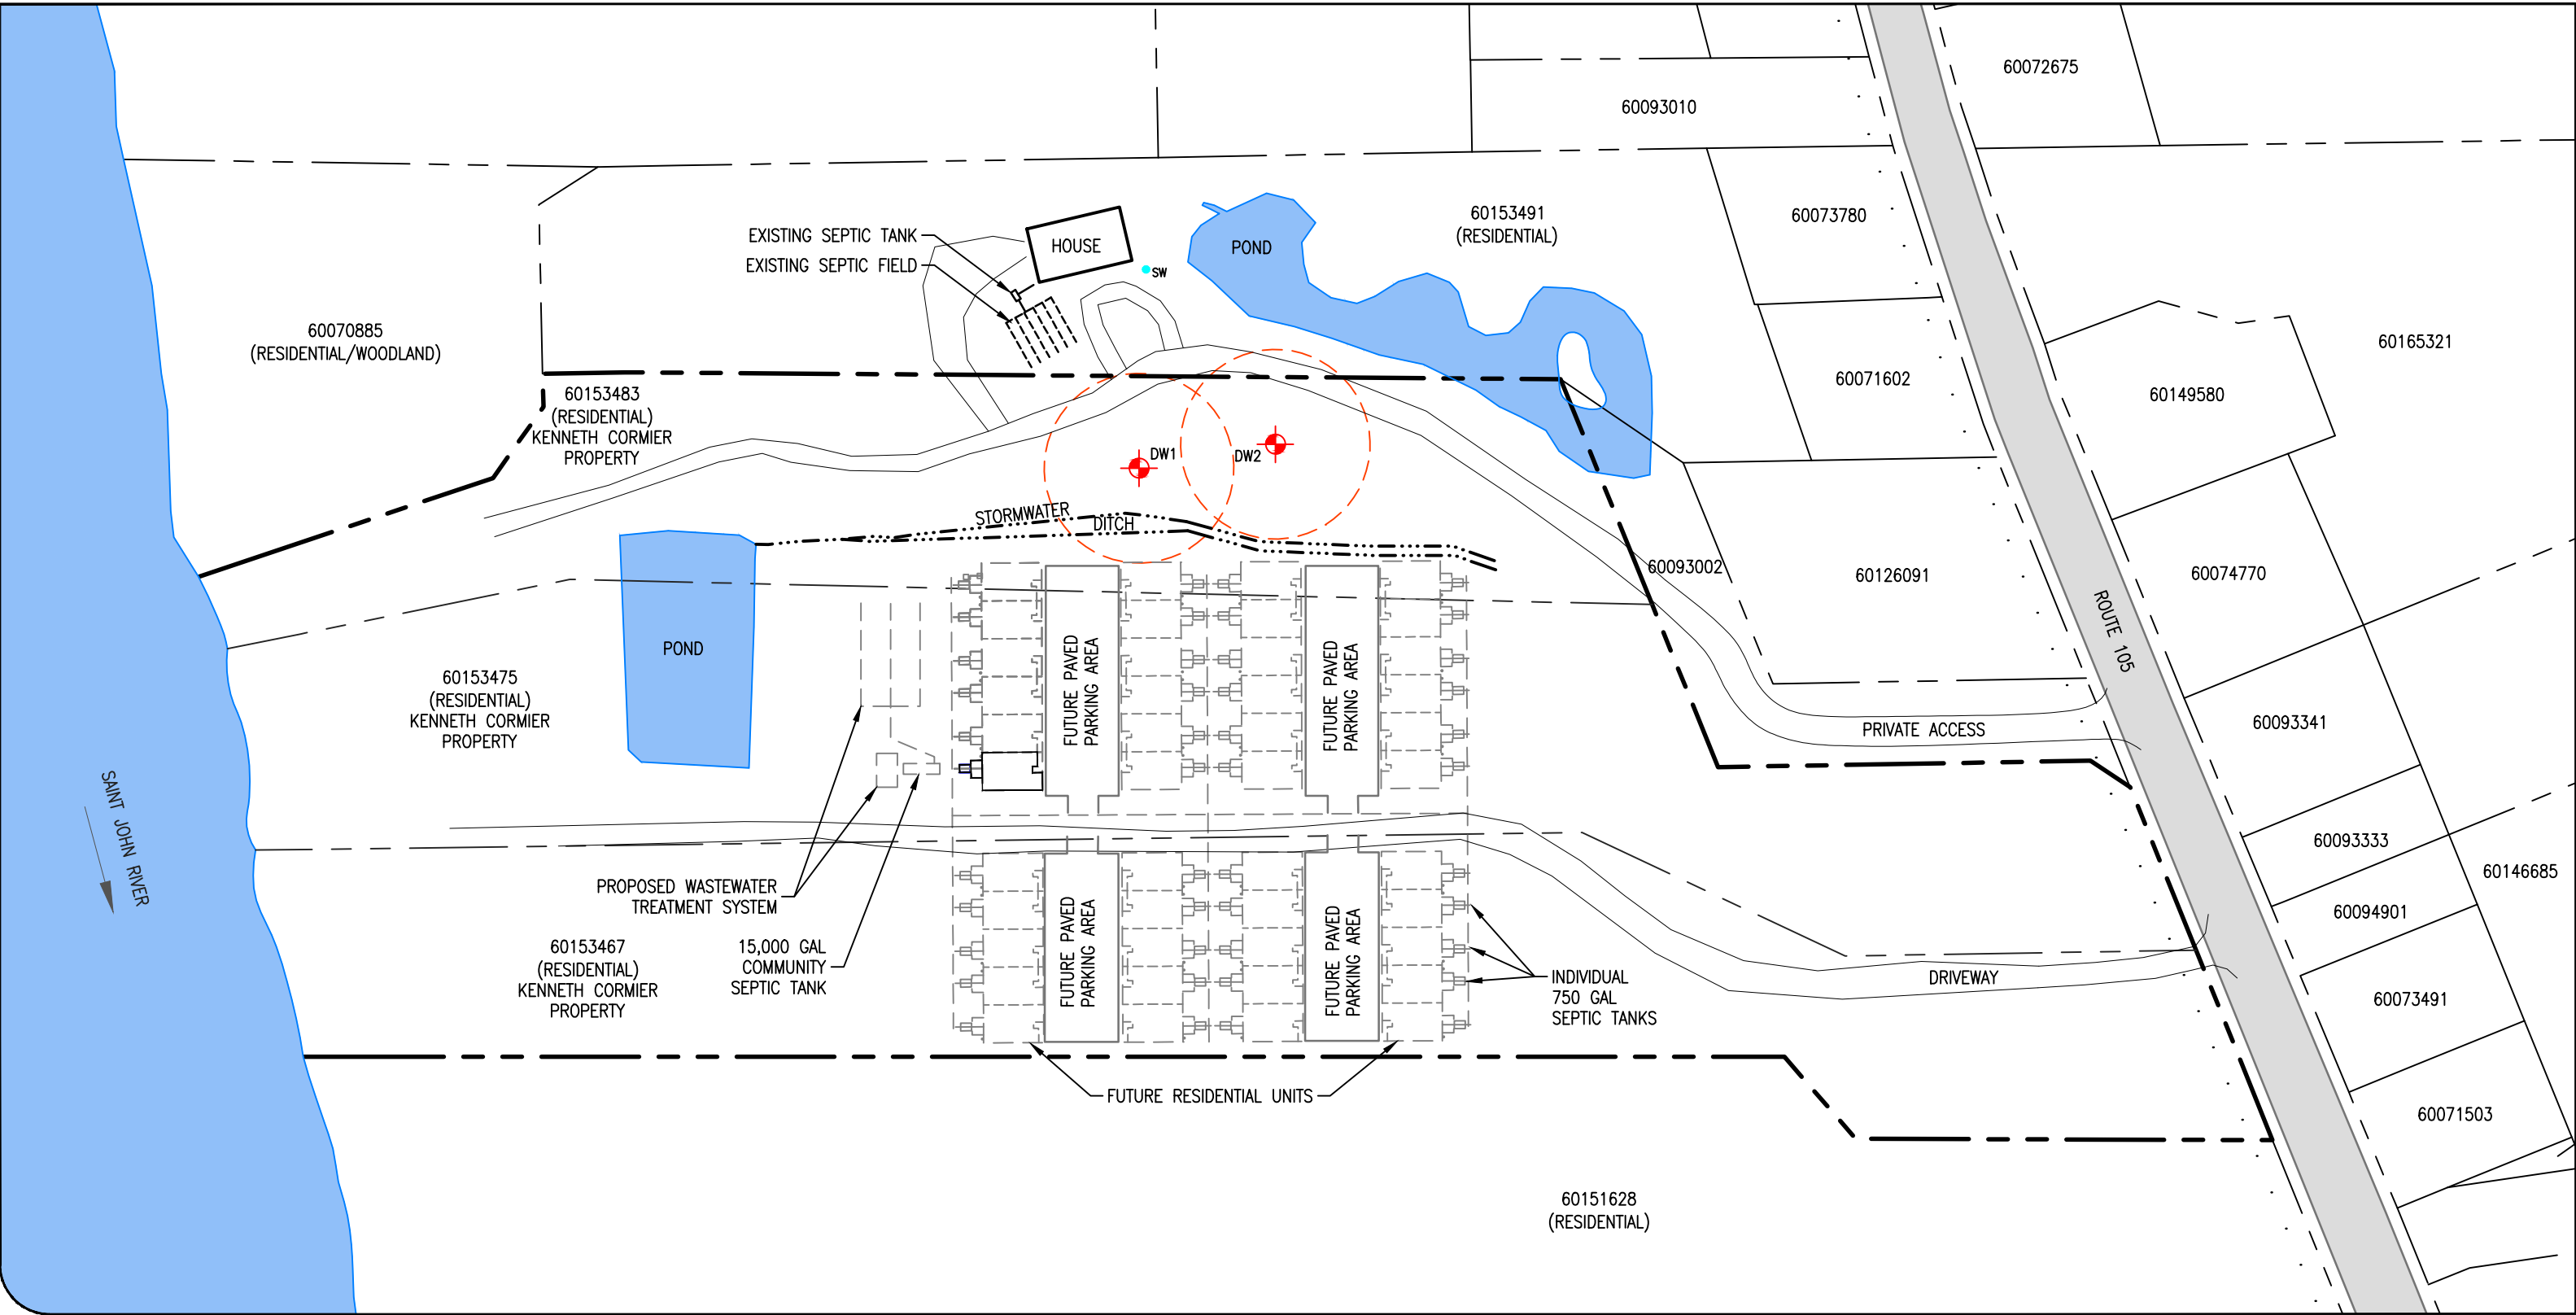 60072675
60093010
60153491
(RESIDENTIAL)
60073780
EXISTING SEPTIC TANK
EXISTING SEPTIC FIELD
HOUSE
SW
POND
60070885
(RESIDENTIAL/WOODLAND)
60165321
60071602
60149580
60153483
(RESIDENTIAL)
KENNETH CORMIER
PROPERTY
DW1
DW2
STORMWATER
DITCH
60093002
60126091
60074770
ROUTE 105
POND
FUTURE PAVED
PARKING AREA
FUTURE PAVED
PARKING AREA
60153475
(RESIDENTIAL)
KENNETH CORMIER
PROPERTY
PRIVATE ACCESS
60093341
SAINT JOHN RIVER
60093333
60146685
PROPOSED WASTEWATER
TREATMENT SYSTEM
60094901
FUTURE PAVED
PARKING AREA
FUTURE PAVED
PARKING AREA
60153467
(RESIDENTIAL)
KENNETH CORMIER
PROPERTY
15,000 GAL
COMMUNITY
SEPTIC TANK
INDIVIDUAL
750 GAL
SEPTIC TANKS
DRIVEWAY
60073491
FUTURE RESIDENTIAL UNITS
60071503
60151628
(RESIDENTIAL)